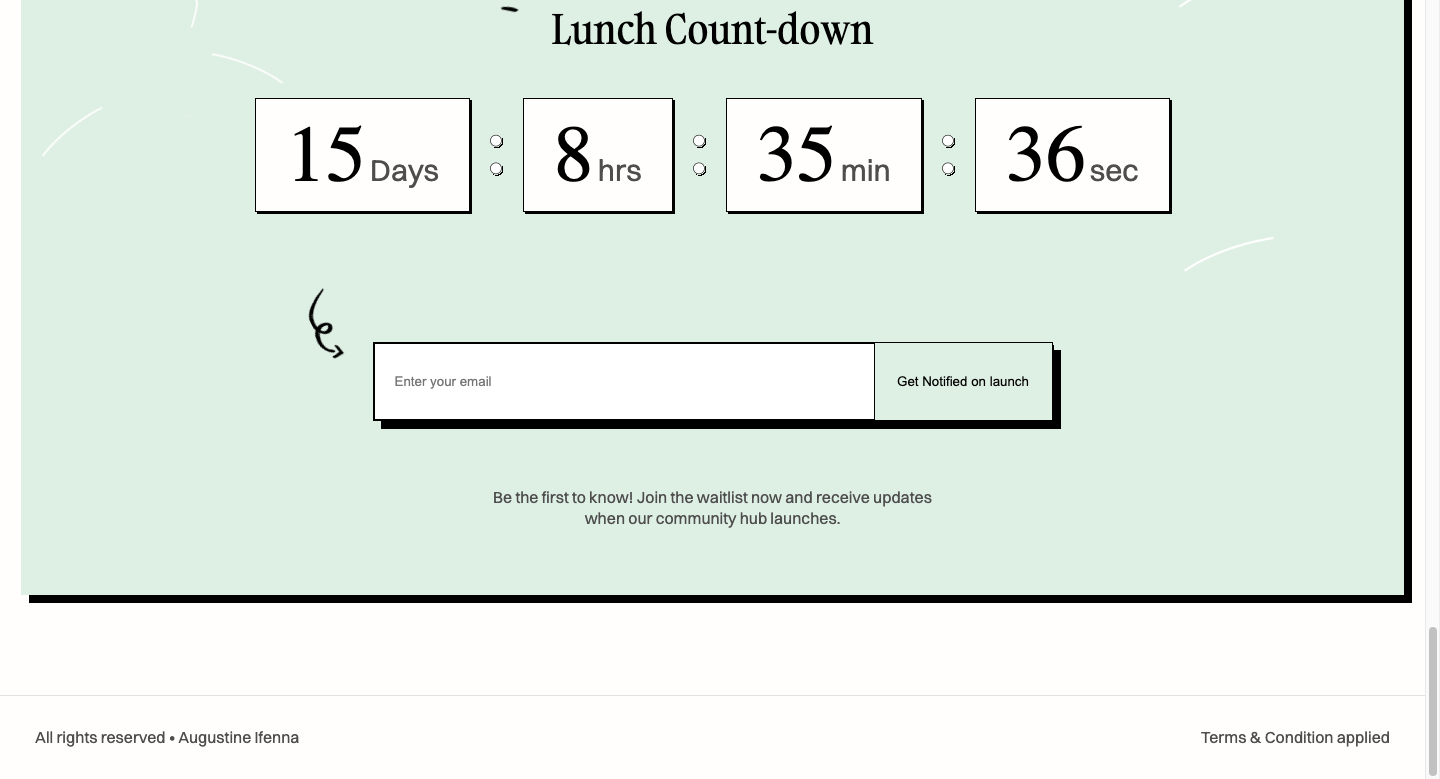 Lunch Count-down
15 Days 8 hrs 35 min 36 sec
Enter your email Get Notified on launch
Be the first to know! Join the waitlist now and receive updates
when our community hub launches.
All rights reserved • Augustine Ifenna Terms & Condition applied